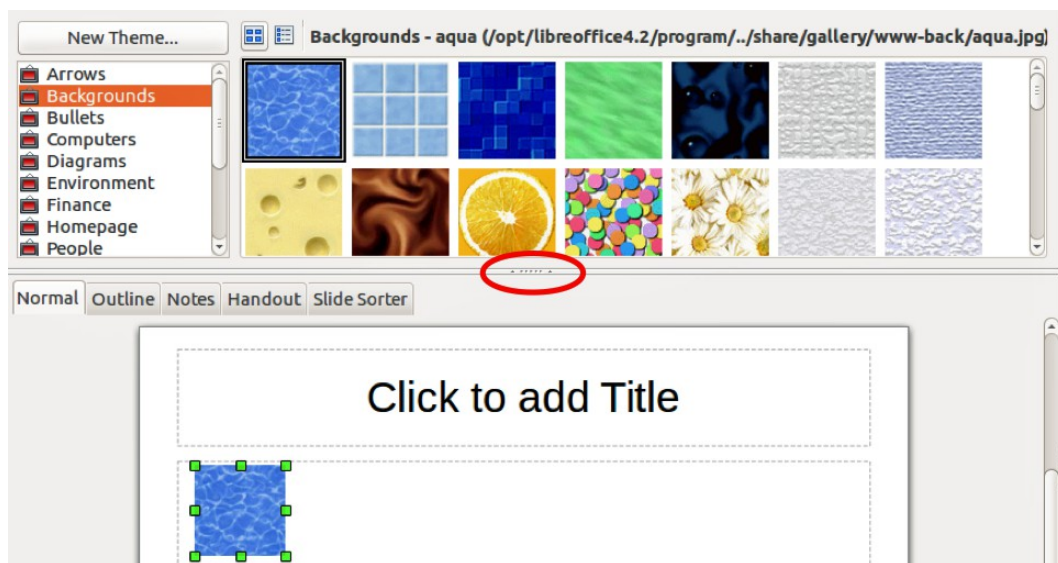 New Theme...
Backgrounds - aqua (/opt/libreoffice4.2/program/../share/gallery/www-back/aqua.jpg)
Arrows
Backgrounds
Bullets
Computers
Diagrams
Environment
Finance
Homepage
People
Normal Outline Notes Handout Slide Sorter
Click to add Title